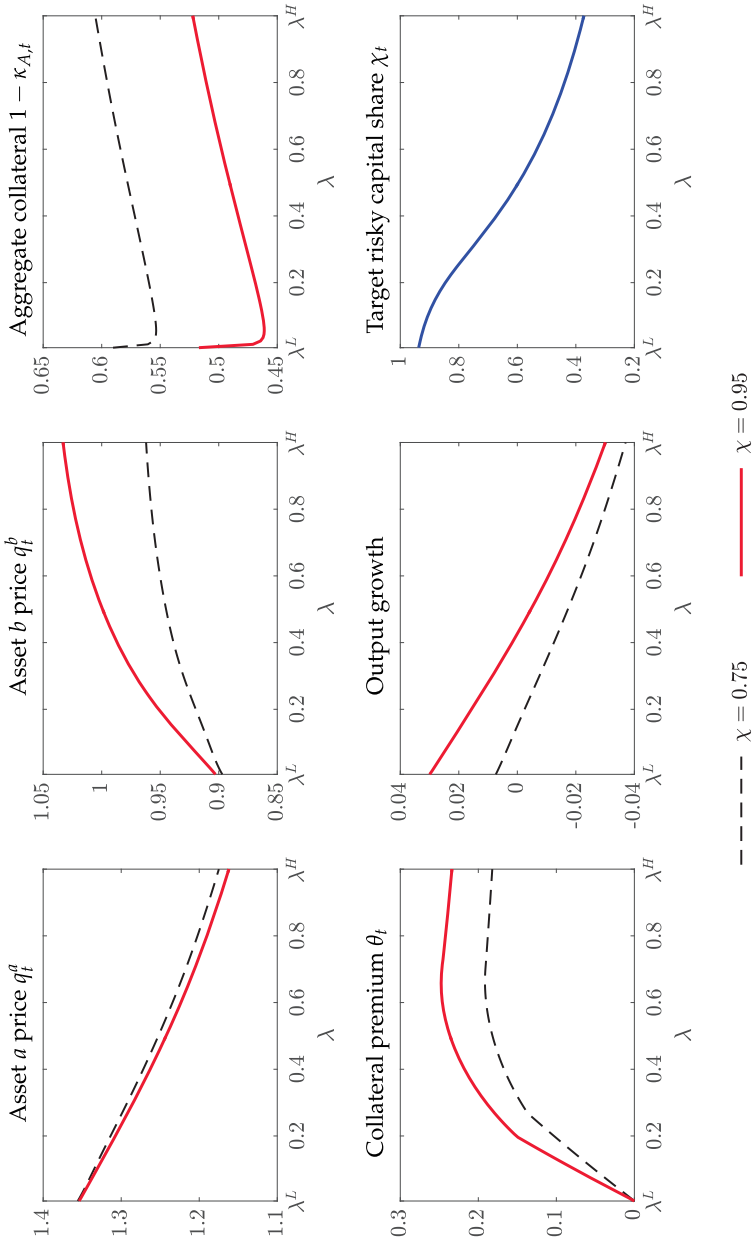 Asset a price q_t^a
1.4
1.3
1.2
1.1
λ^L 0.2 0.4 0.6 0.8 λ^H
λ
Asset b price q_t^b
1.05
1
0.95
0.9
0.85
λ^L 0.2 0.4 0.6 0.8 λ^H
λ
Aggregate collateral 1 − κ_{A,t}
0.65
0.6
0.55
0.5
0.45
λ^L 0.2 0.4 0.6 0.8 λ^H
λ
Collateral premium θ_t
0.3
0.2
0.1
0
λ^L 0.2 0.4 0.6 0.8 λ^H
λ
Output growth
0.04
0.02
0
-0.02
-0.04
λ^L 0.2 0.4 0.6 0.8 λ^H
λ
Target risky capital share χ_t
1
0.8
0.6
0.4
0.2
λ^L 0.2 0.4 0.6 0.8 λ^H
λ
χ = 0.75 χ = 0.95